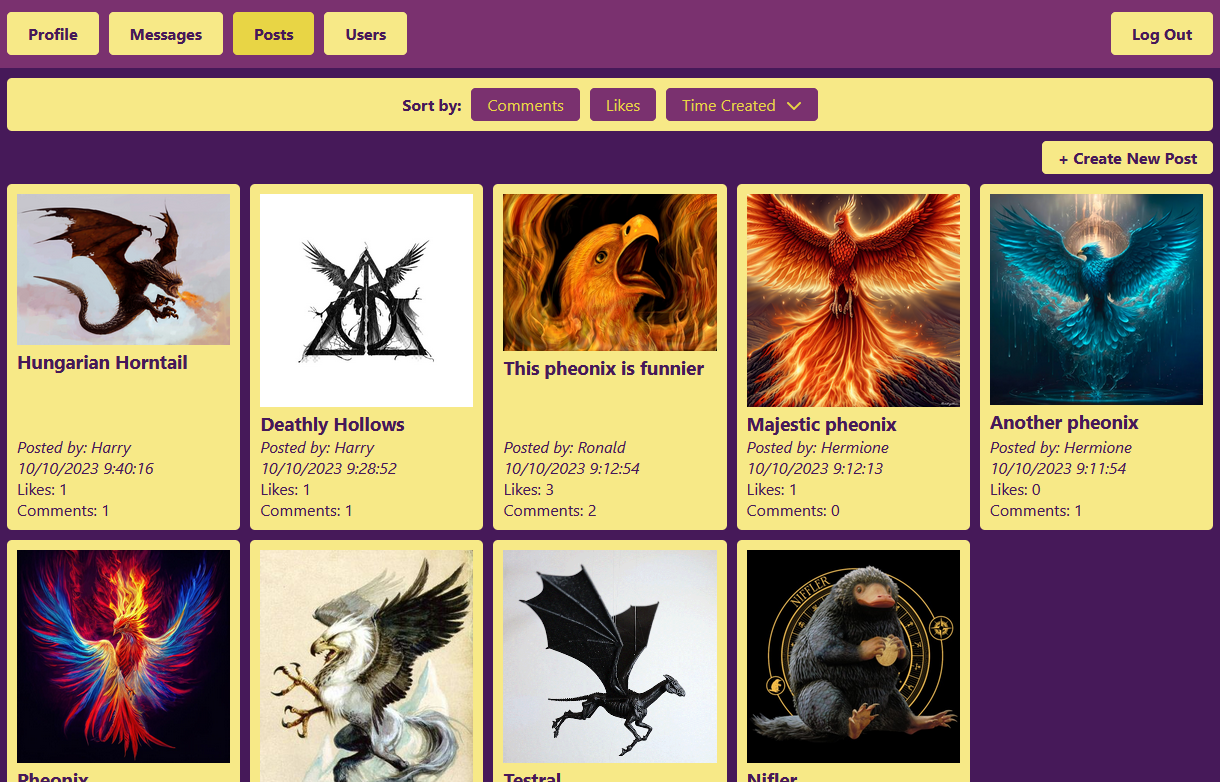 Profile
Messages
Posts
Users
Log Out
Sort by:
Comments
Likes
Time Created
+ Create New Post
Hungarian Horntail
Posted by: Harry
10/10/2023 9:40:16
Likes: 1
Comments: 1
Deathly Hollows
Posted by: Harry
10/10/2023 9:28:52
Likes: 1
Comments: 1
This pheonix is funnier
Posted by: Ronald
10/10/2023 9:12:54
Likes: 3
Comments: 2
Majestic pheonix
Posted by: Hermione
10/10/2023 9:12:13
Likes: 1
Comments: 0
Another pheonix
Posted by: Hermione
10/10/2023 9:11:54
Likes: 0
Comments: 1
Pheonix
Testral
NIFFLER
Nifler